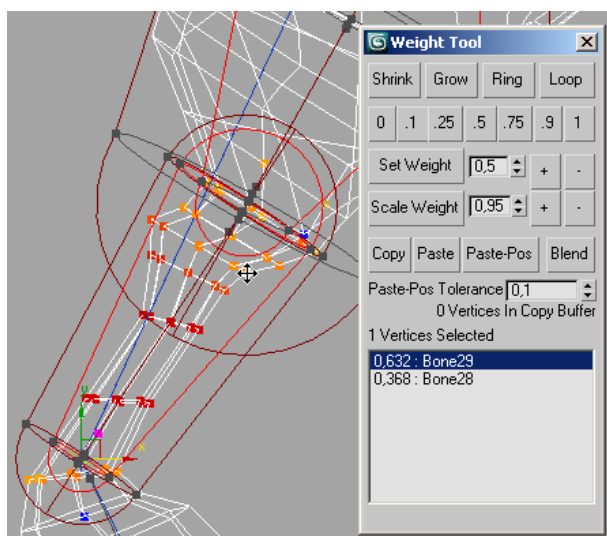 Weight Tool
Shrink Grow Ring Loop
0 .1 .25 .5 .75 .9 1
Set Weight 0,5 + -
Scale Weight 0,95 + -
Copy Paste Paste-Pos Blend
Paste-Pos Tolerance 0,1
0 Vertices In Copy Buffer
1 Vertices Selected
0,632 : Bone29
0,368 : Bone28